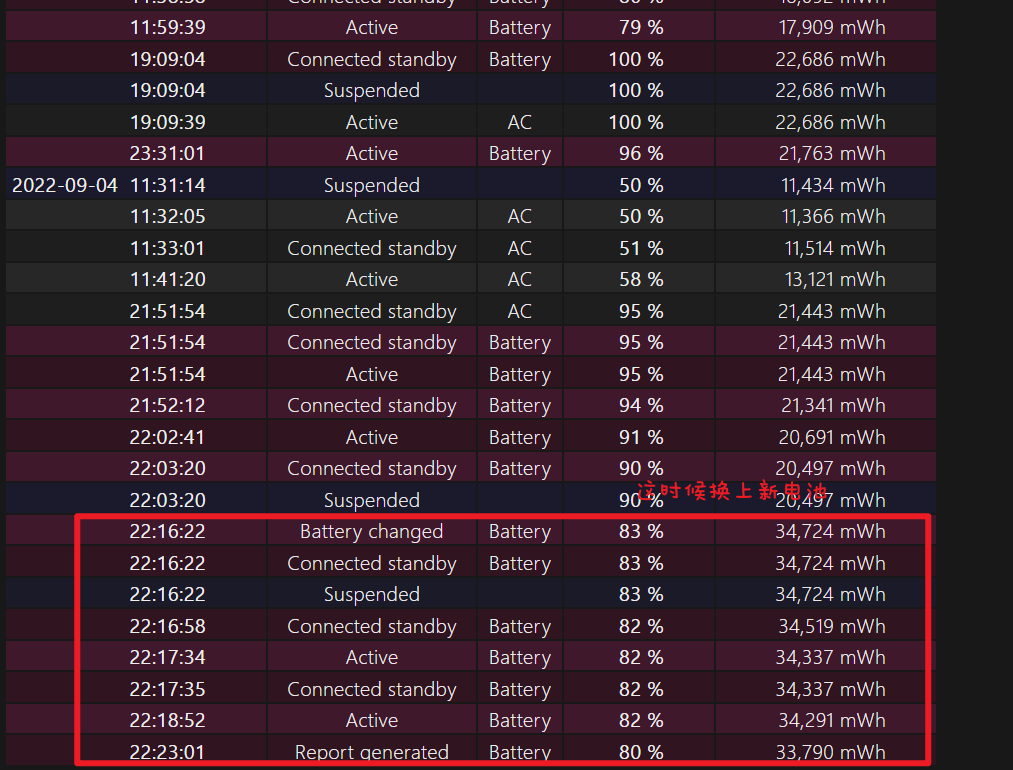 11:58:58 Connected standby Battery 80 % 18,092 mWh
11:59:39 Active Battery 79 % 17,909 mWh
19:09:04 Connected standby Battery 100 % 22,686 mWh
19:09:04 Suspended 100 % 22,686 mWh
19:09:39 Active AC 100 % 22,686 mWh
23:31:01 Active Battery 96 % 21,763 mWh
2022-09-04 11:31:14 Suspended 50 % 11,434 mWh
11:32:05 Active AC 50 % 11,366 mWh
11:33:01 Connected standby AC 51 % 11,514 mWh
11:41:20 Active AC 58 % 13,121 mWh
21:51:54 Connected standby AC 95 % 21,443 mWh
21:51:54 Connected standby Battery 95 % 21,443 mWh
21:51:54 Active Battery 95 % 21,443 mWh
21:52:12 Connected standby Battery 94 % 21,341 mWh
22:02:41 Active Battery 91 % 20,691 mWh
22:03:20 Connected standby Battery 90 % 20,497 mWh
这时候换上新电池
22:03:20 Suspended 90 % 20,497 mWh
22:16:22 Battery changed Battery 83 % 34,724 mWh
22:16:22 Connected standby Battery 83 % 34,724 mWh
22:16:22 Suspended 83 % 34,724 mWh
22:16:58 Connected standby Battery 82 % 34,519 mWh
22:17:34 Active Battery 82 % 34,337 mWh
22:17:35 Connected standby Battery 82 % 34,337 mWh
22:18:52 Active Battery 82 % 34,291 mWh
22:23:01 Report generated Battery 80 % 33,790 mWh